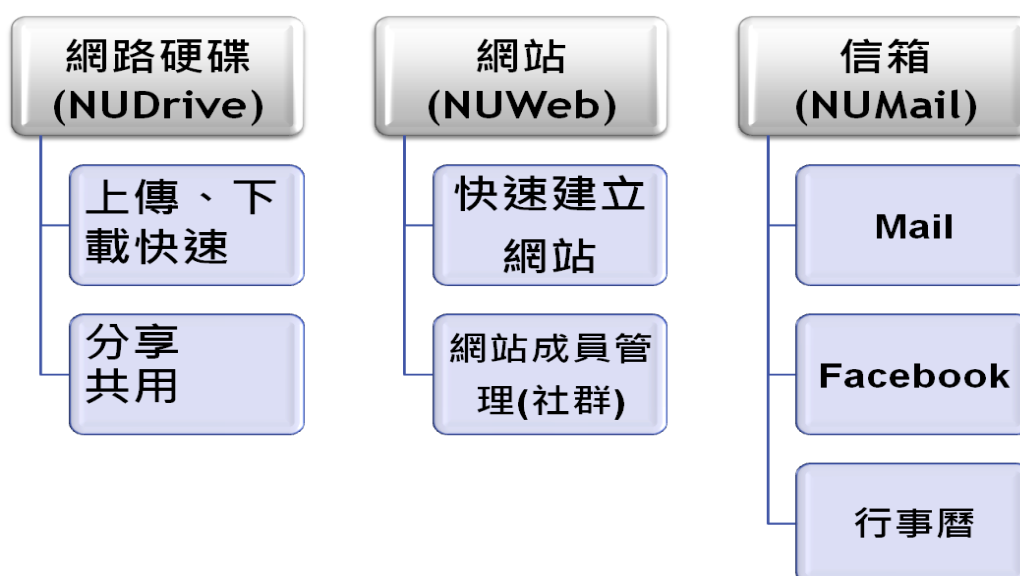 網路硬碟
(NUDrive)
上傳、下
載快速
分享
共用
網站
(NUWeb)
快速建立
網站
網站成員管
理(社群)
信箱
(NUMail)
Mail
Facebook
行事曆